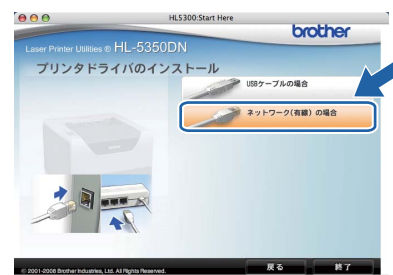 HL5300:Start Here
brother
Laser Printer Utilities ® HL-5350DN
プリンタドライバのインストール
USBケーブルの場合
ネットワーク(有線) の場合
© 2001-2008 Brother Industries, Ltd. All Rights Reserved.
戻る
終了